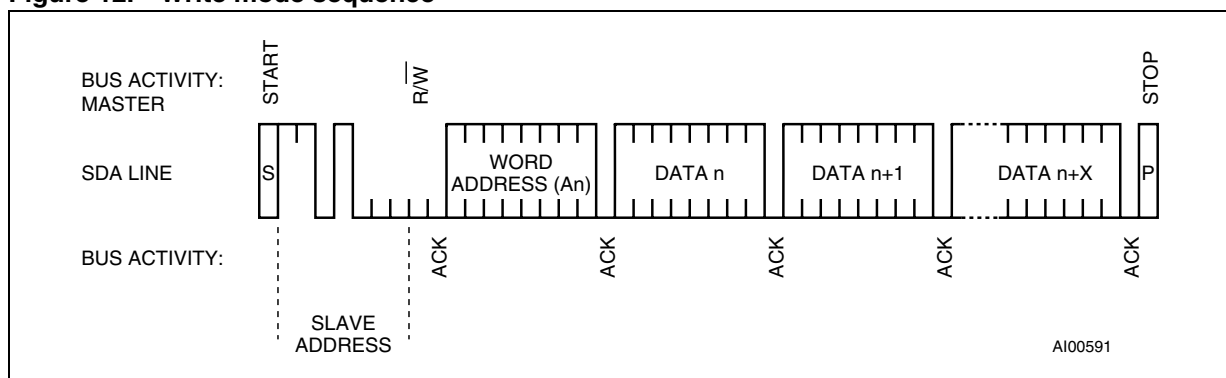 Figure 12. Write mode sequence
BUS ACTIVITY:
MASTER
START
R/W
STOP
SDA LINE
S
WORD
ADDRESS (An)
DATA n
DATA n+1
DATA n+X
P
BUS ACTIVITY:
ACK
ACK
ACK
ACK
ACK
SLAVE
ADDRESS
AI00591